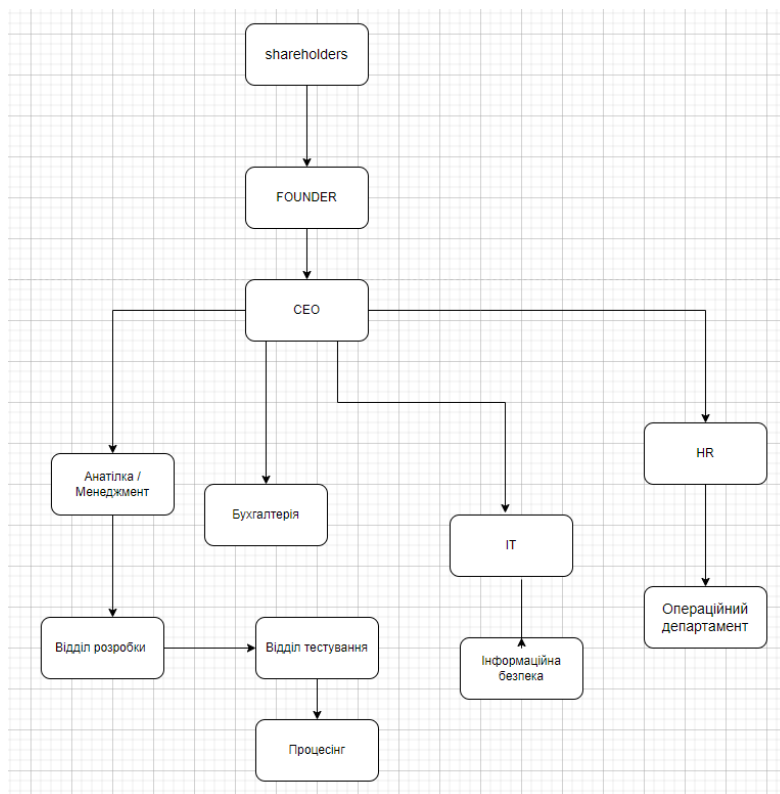 shareholders
FOUNDER
CEO
Анатілка /
Менеджмент
Бухгалтерія
IT
HR
Відділ розробки
Відділ тестування
Інформаційна
безпека
Операційний
департамент
Процесінг